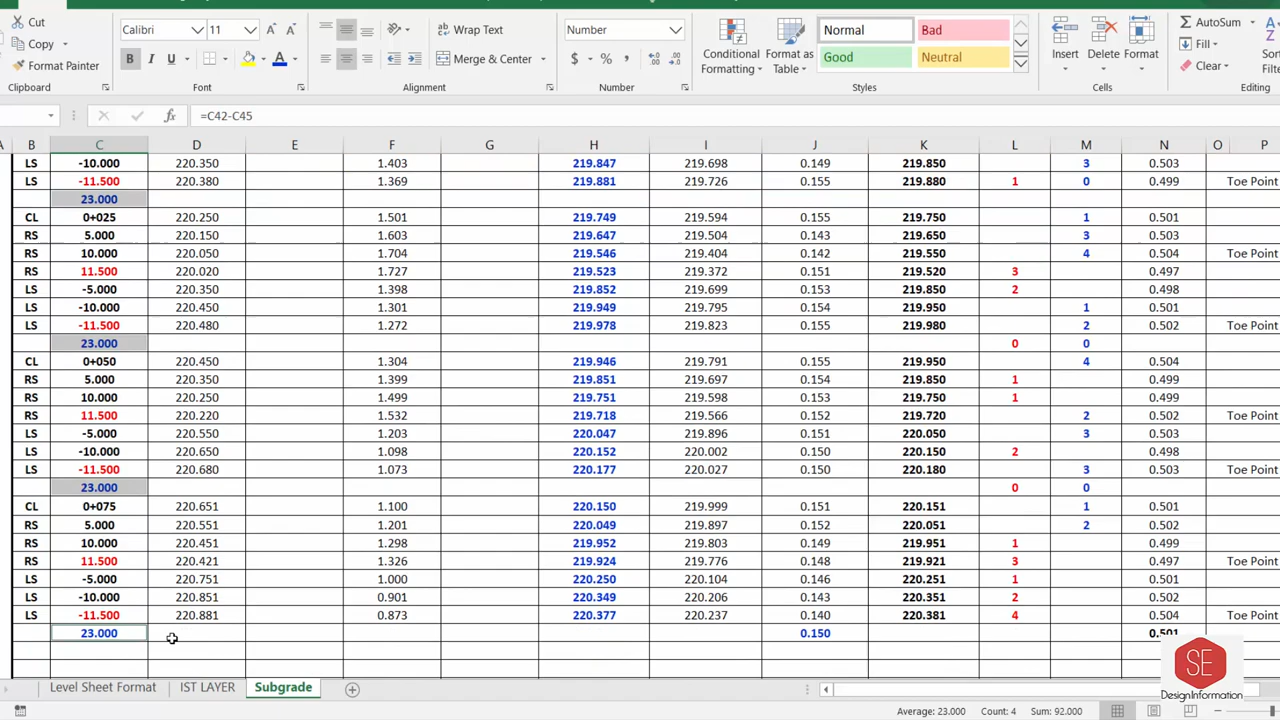 Cut
Copy
Format Painter
Clipboard
Calibri 11
B I U
Font
Wrap Text
Merge & Center
Alignment
Number
$ % ,
Number
Conditional Formatting
Format as Table
Normal Bad
Good Neutral
Styles
Insert Delete Format
Cells
AutoSum
Fill
Clear
Editing
=C42-C45
B C D E F G H I J K L M N O P
LS -10.000 220.350 1.403 219.847 219.698 0.149 219.850 3 0.503
LS -11.500 220.380 1.369 219.881 219.726 0.155 219.880 1 0 0.499 Toe Point
23.000
CL 0+025 220.250 1.501 219.749 219.594 0.155 219.750 1 0.501
RS 5.000 220.150 1.603 219.647 219.504 0.143 219.650 3 0.503
RS 10.000 220.050 1.704 219.546 219.404 0.142 219.550 4 0.504 Toe Point
RS 11.500 220.020 1.727 219.523 219.372 0.151 219.520 3 0.497
LS -5.000 220.350 1.398 219.852 219.699 0.153 219.850 2 0.498
LS -10.000 220.450 1.301 219.949 219.795 0.154 219.950 1 0.501
LS -11.500 220.480 1.272 219.978 219.823 0.155 219.980 2 0.502 Toe Point
23.000 0 0
CL 0+050 220.450 1.304 219.946 219.791 0.155 219.950 4 0.504
RS 5.000 220.350 1.399 219.851 219.697 0.154 219.850 1 0.499
RS 10.000 220.250 1.499 219.751 219.598 0.153 219.750 1 0.499
RS 11.500 220.220 1.532 219.718 219.566 0.152 219.720 2 0.502 Toe Point
LS -5.000 220.550 1.203 220.047 219.896 0.151 220.050 3 0.503
LS -10.000 220.650 1.098 220.152 220.002 0.150 220.150 2 0.498
LS -11.500 220.680 1.073 220.177 220.027 0.150 220.180 3 0.503 Toe Point
23.000 0 0
CL 0+075 220.651 1.100 220.150 219.999 0.151 220.151 1 0.501
RS 5.000 220.551 1.201 220.049 219.897 0.152 220.051 2 0.502
RS 10.000 220.451 1.298 219.952 219.803 0.149 219.951 1 0.499
RS 11.500 220.421 1.326 219.924 219.776 0.148 219.921 3 0.497 Toe Point
LS -5.000 220.751 1.000 220.250 220.104 0.146 220.251 1 0.501
LS -10.000 220.851 0.901 220.349 220.206 0.143 220.351 2 0.502
LS -11.500 220.881 0.873 220.377 220.237 0.140 220.381 4 0.504 Toe Point
23.000 0.150 0.501
SE
DesignInformation
Level Sheet Format IST LAYER Subgrade
Average: 23.000 Count: 4 Sum: 92.000